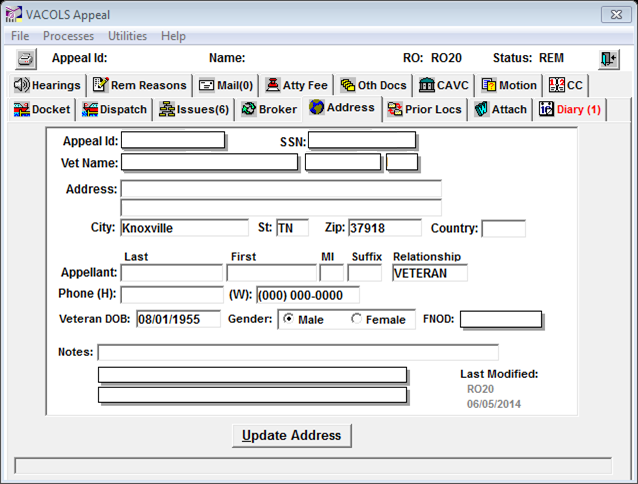 VACOLS Appeal
File Processes Utilities Help
Appeal Id: Name: RO: RO20 Status: REM
Hearings Rem Reasons Mail(0) Atty Fee Oth Docs CAVC Motion CC
Docket Dispatch Issues(6) Broker Address Prior Locs Attach Diary (1)
Appeal Id: SSN:
Vet Name:
Address:
City: Knoxville St: TN Zip: 37918 Country:
Last First MI Suffix Relationship
Appellant: VETERAN
Phone (H): (W): (000) 000-0000
Veteran DOB: 08/01/1955 Gender: Male Female FNOD:
Notes:
Last Modified:
RO20
06/05/2014
Update Address